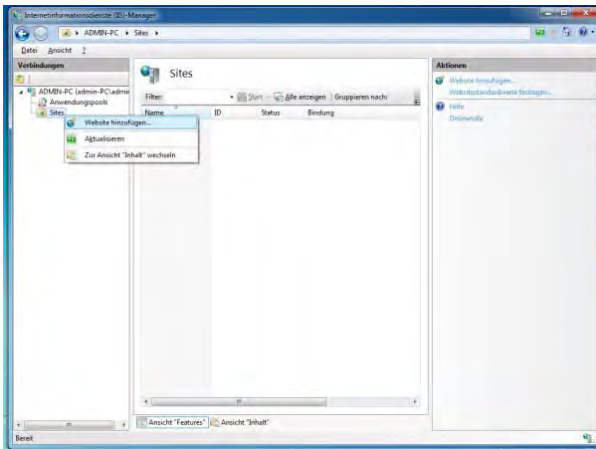 Internetinformationsdienste (IIS)-Manager
ADMIN-PC Sites
Datei Ansicht ?
Verbindungen
ADMIN-PC (admin-PC\admi
Anwendungspools
Sites
Website hinzufügen...
Aktualisieren
Zur Ansicht "Inhalt" wechseln
Sites
Filter: Start Alle anzeigen Gruppieren nach:
Name ID Status Bindung
Aktionen
Website hinzufügen...
Websitestandardwerte festlegen...
Hilfe
Onlinehilfe
Ansicht "Features" Ansicht "Inhalt"
Bereit